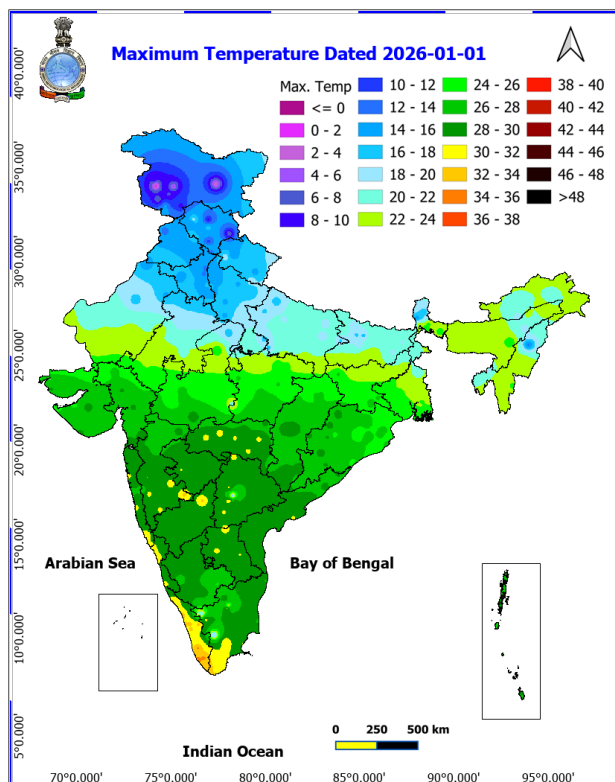 Maximum Temperature Dated 2026-01-01
Max. Temp
<= 0
0 - 2
2 - 4
4 - 6
6 - 8
8 - 10
10 - 12
12 - 14
14 - 16
16 - 18
18 - 20
20 - 22
22 - 24
24 - 26
26 - 28
28 - 30
30 - 32
32 - 34
34 - 36
36 - 38
38 - 40
40 - 42
42 - 44
44 - 46
46 - 48
>48
40°0.000'
35°0.000'
30°0.000'
25°0.000'
20°0.000'
15°0.000'
10°0.000'
5°0.000'
Arabian Sea
Bay of Bengal
Indian Ocean
0 250 500 km
70°0.000' 75°0.000' 80°0.000' 85°0.000' 90°0.000' 95°0.000'